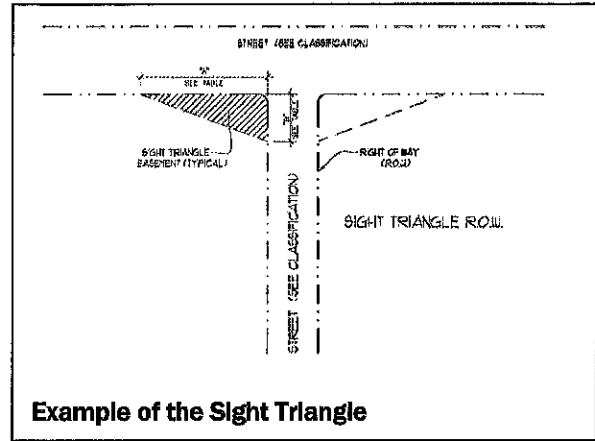 STREET (SEE CLASSIFICATION)
"A"
SEE TABLE
"B"
SEE TABLE
SIGHT TRIANGLE
EASEMENT (TYPICAL)
RIGHT OF WAY
(R.O.W.)
STREET (SEE CLASSIFICATION)
SIGHT TRIANGLE R.O.W.
Example of the Sight Triangle